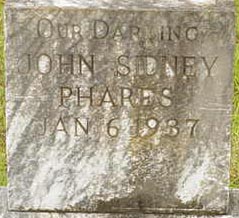 OUR DARLING
JOHN SIDNEY
PHARES
JAN 6 1937